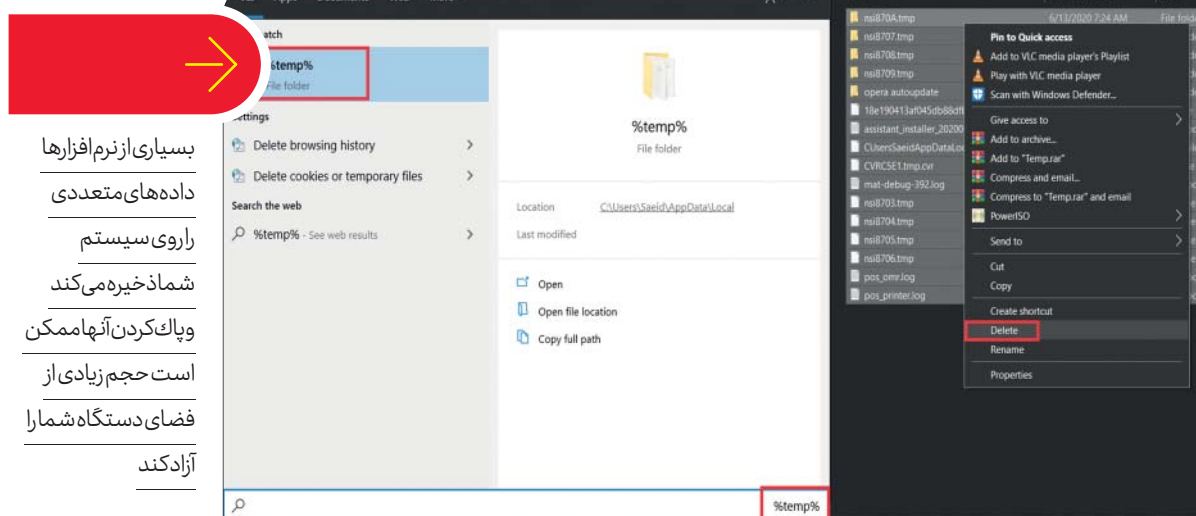 بسیاری از نرم‌افزارها
داده‌های متعددی
را روی سیستم
شما ذخیره می‌کند
و پاك کردن آنها ممکن
است حجم زیادی از
فضای دستگاه شما را
آزاد کند
%temp%
File folder
Settings
Delete browsing history
Delete cookies or temporary files
Search the web
%temp% - See web results
%temp%
File folder
Location C:\Users\Saeid\AppData\Local
Last modified
Open
Open file location
Copy full path
%temp%
nsi870A.tmp 6/13/2020 7:24 AM
nsi8707.tmp
nsi8708.tmp
nsi8709.tmp
opera autoupdate
18e190413af045db88df
assistant_installer_20200
CUsersSaeidAppDataLo
CVRC5E1.tmp.cvr
mat-debug-392.log
nsi8703.tmp
nsi8704.tmp
nsi8705.tmp
nsi8706.tmp
pos_omr.log
pos_printer.log
Pin to Quick access
Add to VLC media player's Playlist
Play with VLC media player
Scan with Windows Defender...
Give access to
Add to archive...
Add to "Temp.rar"
Compress and email...
Compress to "Temp.rar" and email
PowerISO
Send to
Cut
Copy
Create shortcut
Delete
Rename
Properties